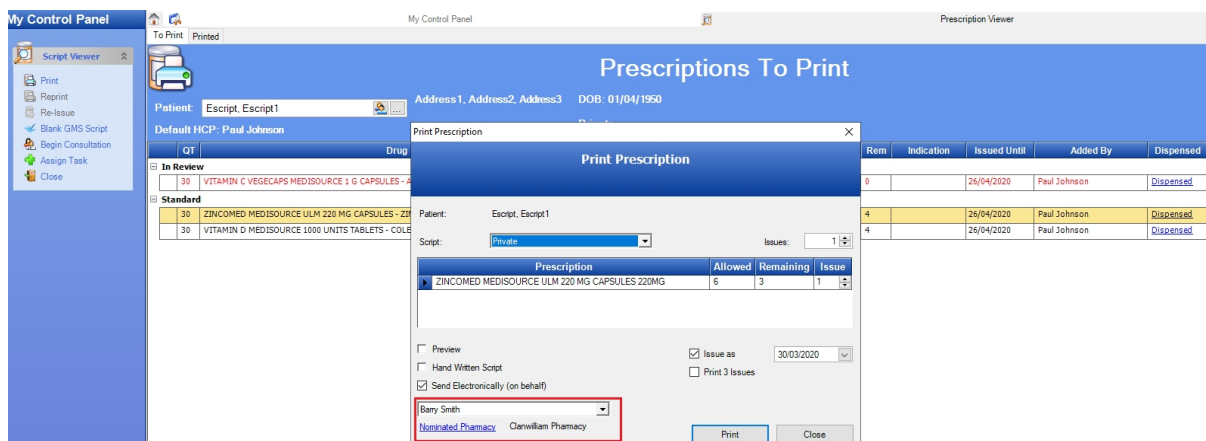 My Control Panel
My Control Panel
Prescription Viewer
To Print Printed
Script Viewer
Print
Reprint
Re-Issue
Blank GMS Script
Begin Consultation
Assign Task
Close
Prescriptions To Print
Patient: Escript, Escript1 ...
Address1, Address2, Address3 DOB: 01/04/1950
Default HCP: Paul Johnson
QT Drug Rem Indication Issued Until Added By Dispensed
In Review
30 VITAMIN C VEGECAPS MEDISOURCE 1 G CAPSULES - A 0 26/04/2020 Paul Johnson Dispensed
Standard
30 ZINCOMED MEDISOURCE ULM 220 MG CAPSULES - ZI 4 26/04/2020 Paul Johnson Dispensed
30 VITAMIN D MEDISOURCE 1000 UNITS TABLETS - COLE 4 26/04/2020 Paul Johnson Dispensed
Print Prescription
Print Prescription
Patient: Escript, Escript1
Script: Private Issues: 1
Prescription Allowed Remaining Issue
ZINCOMED MEDISOURCE ULM 220 MG CAPSULES 220MG 6 3 1
Preview
Issue as 30/03/2020
Hand Written Script
Print 3 Issues
Send Electronically (on behalf)
Barry Smith
Nominated Pharmacy Clanwilliam Pharmacy
Print Close